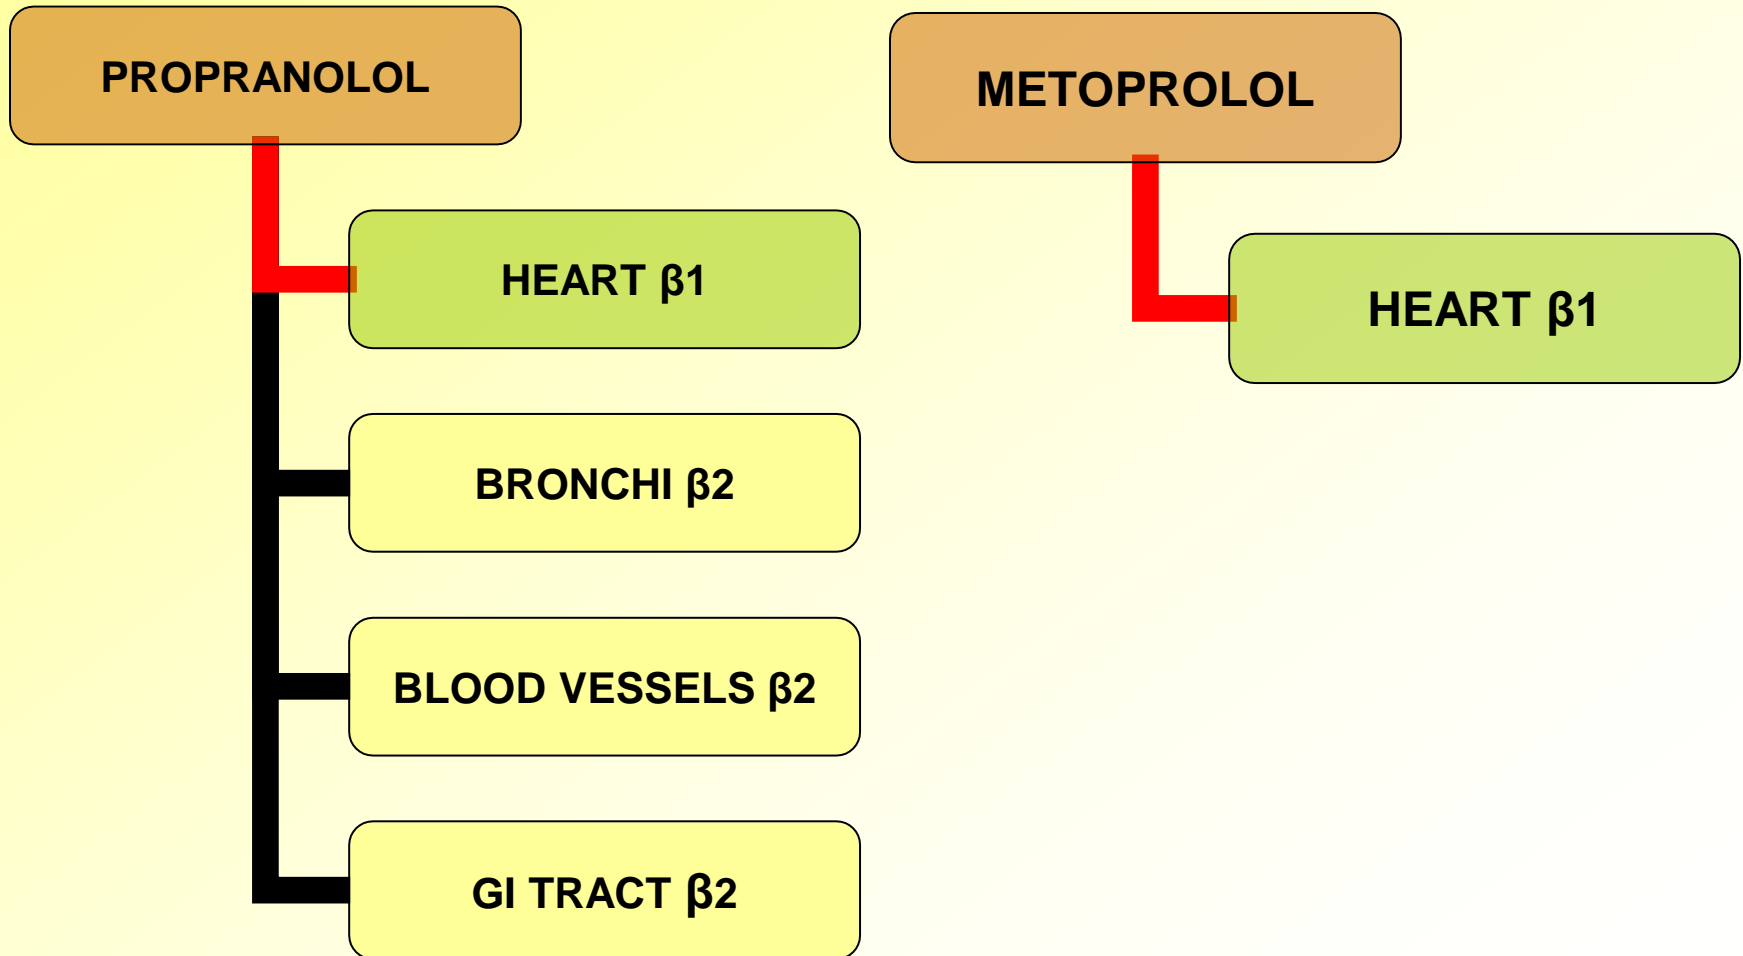 PROPRANOLOL
HEART β1
BRONCHI β2
BLOOD VESSELS β2
GI TRACT β2
METOPROLOL
HEART β1